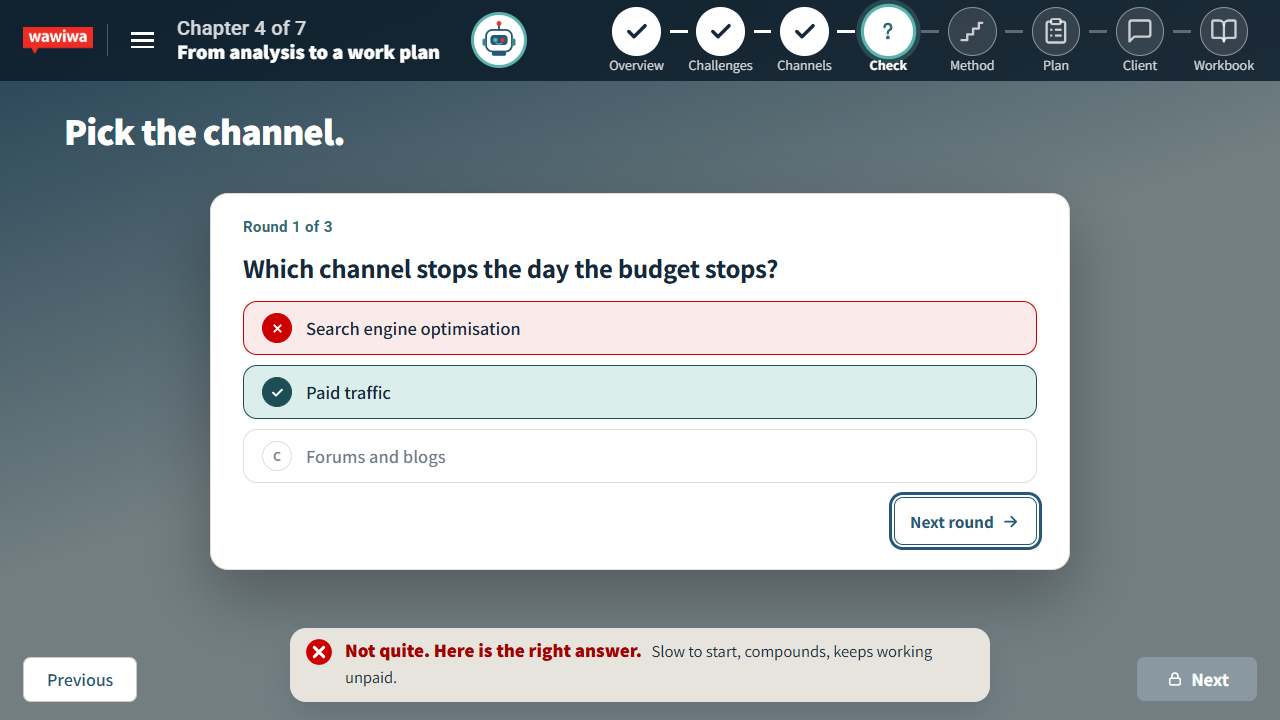 wawiwa
Chapter 4 of 7
From analysis to a work plan
Overview
Challenges
Channels
?
Check
Method
Plan
Client
Workbook
Pick the channel.
Round 1 of 3
Which channel stops the day the budget stops?
Search engine optimisation
Paid traffic
C Forums and blogs
Next round
Not quite. Here is the right answer. Slow to start, compounds, keeps working
unpaid.
Previous
Next